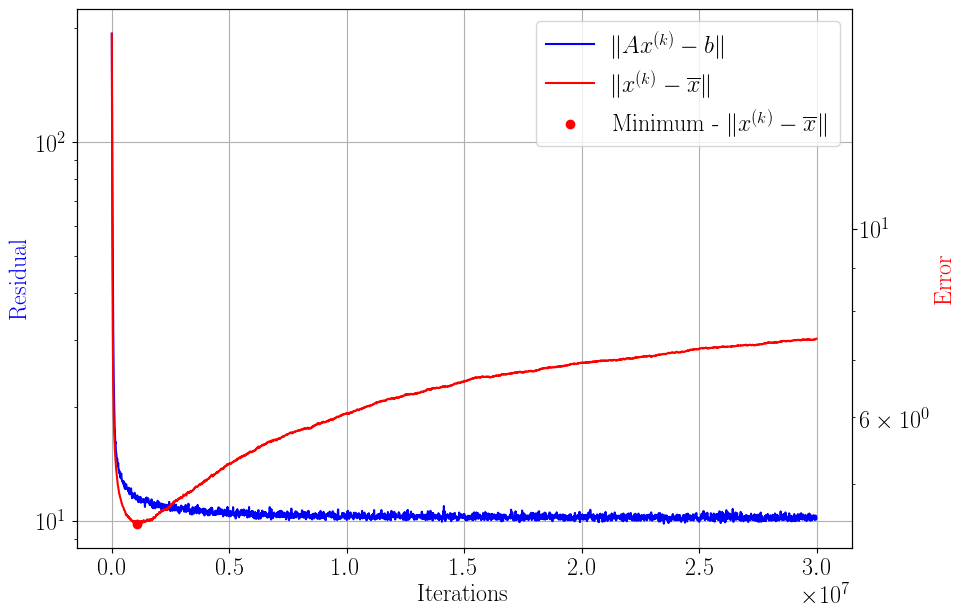 ‖Ax^(k) − b‖
‖x^(k) − x̅‖
Minimum - ‖x^(k) − x̅‖
10^2
10^1
Residual
10^1
6 × 10^0
Error
0.0 0.5 1.0 1.5 2.0 2.5 3.0
Iterations
×10^7